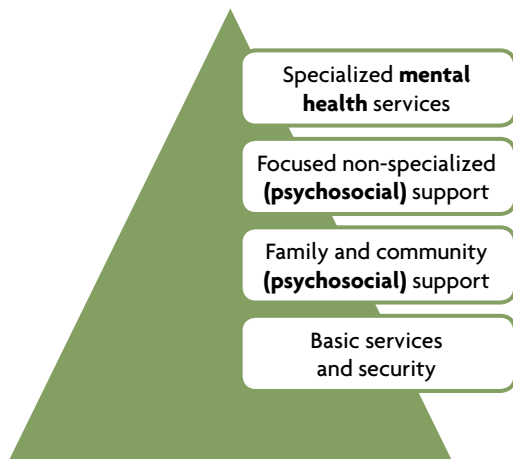 Specialized mental
health services
Focused non-specialized
(psychosocial) support
Family and community
(psychosocial) support
Basic services
and security